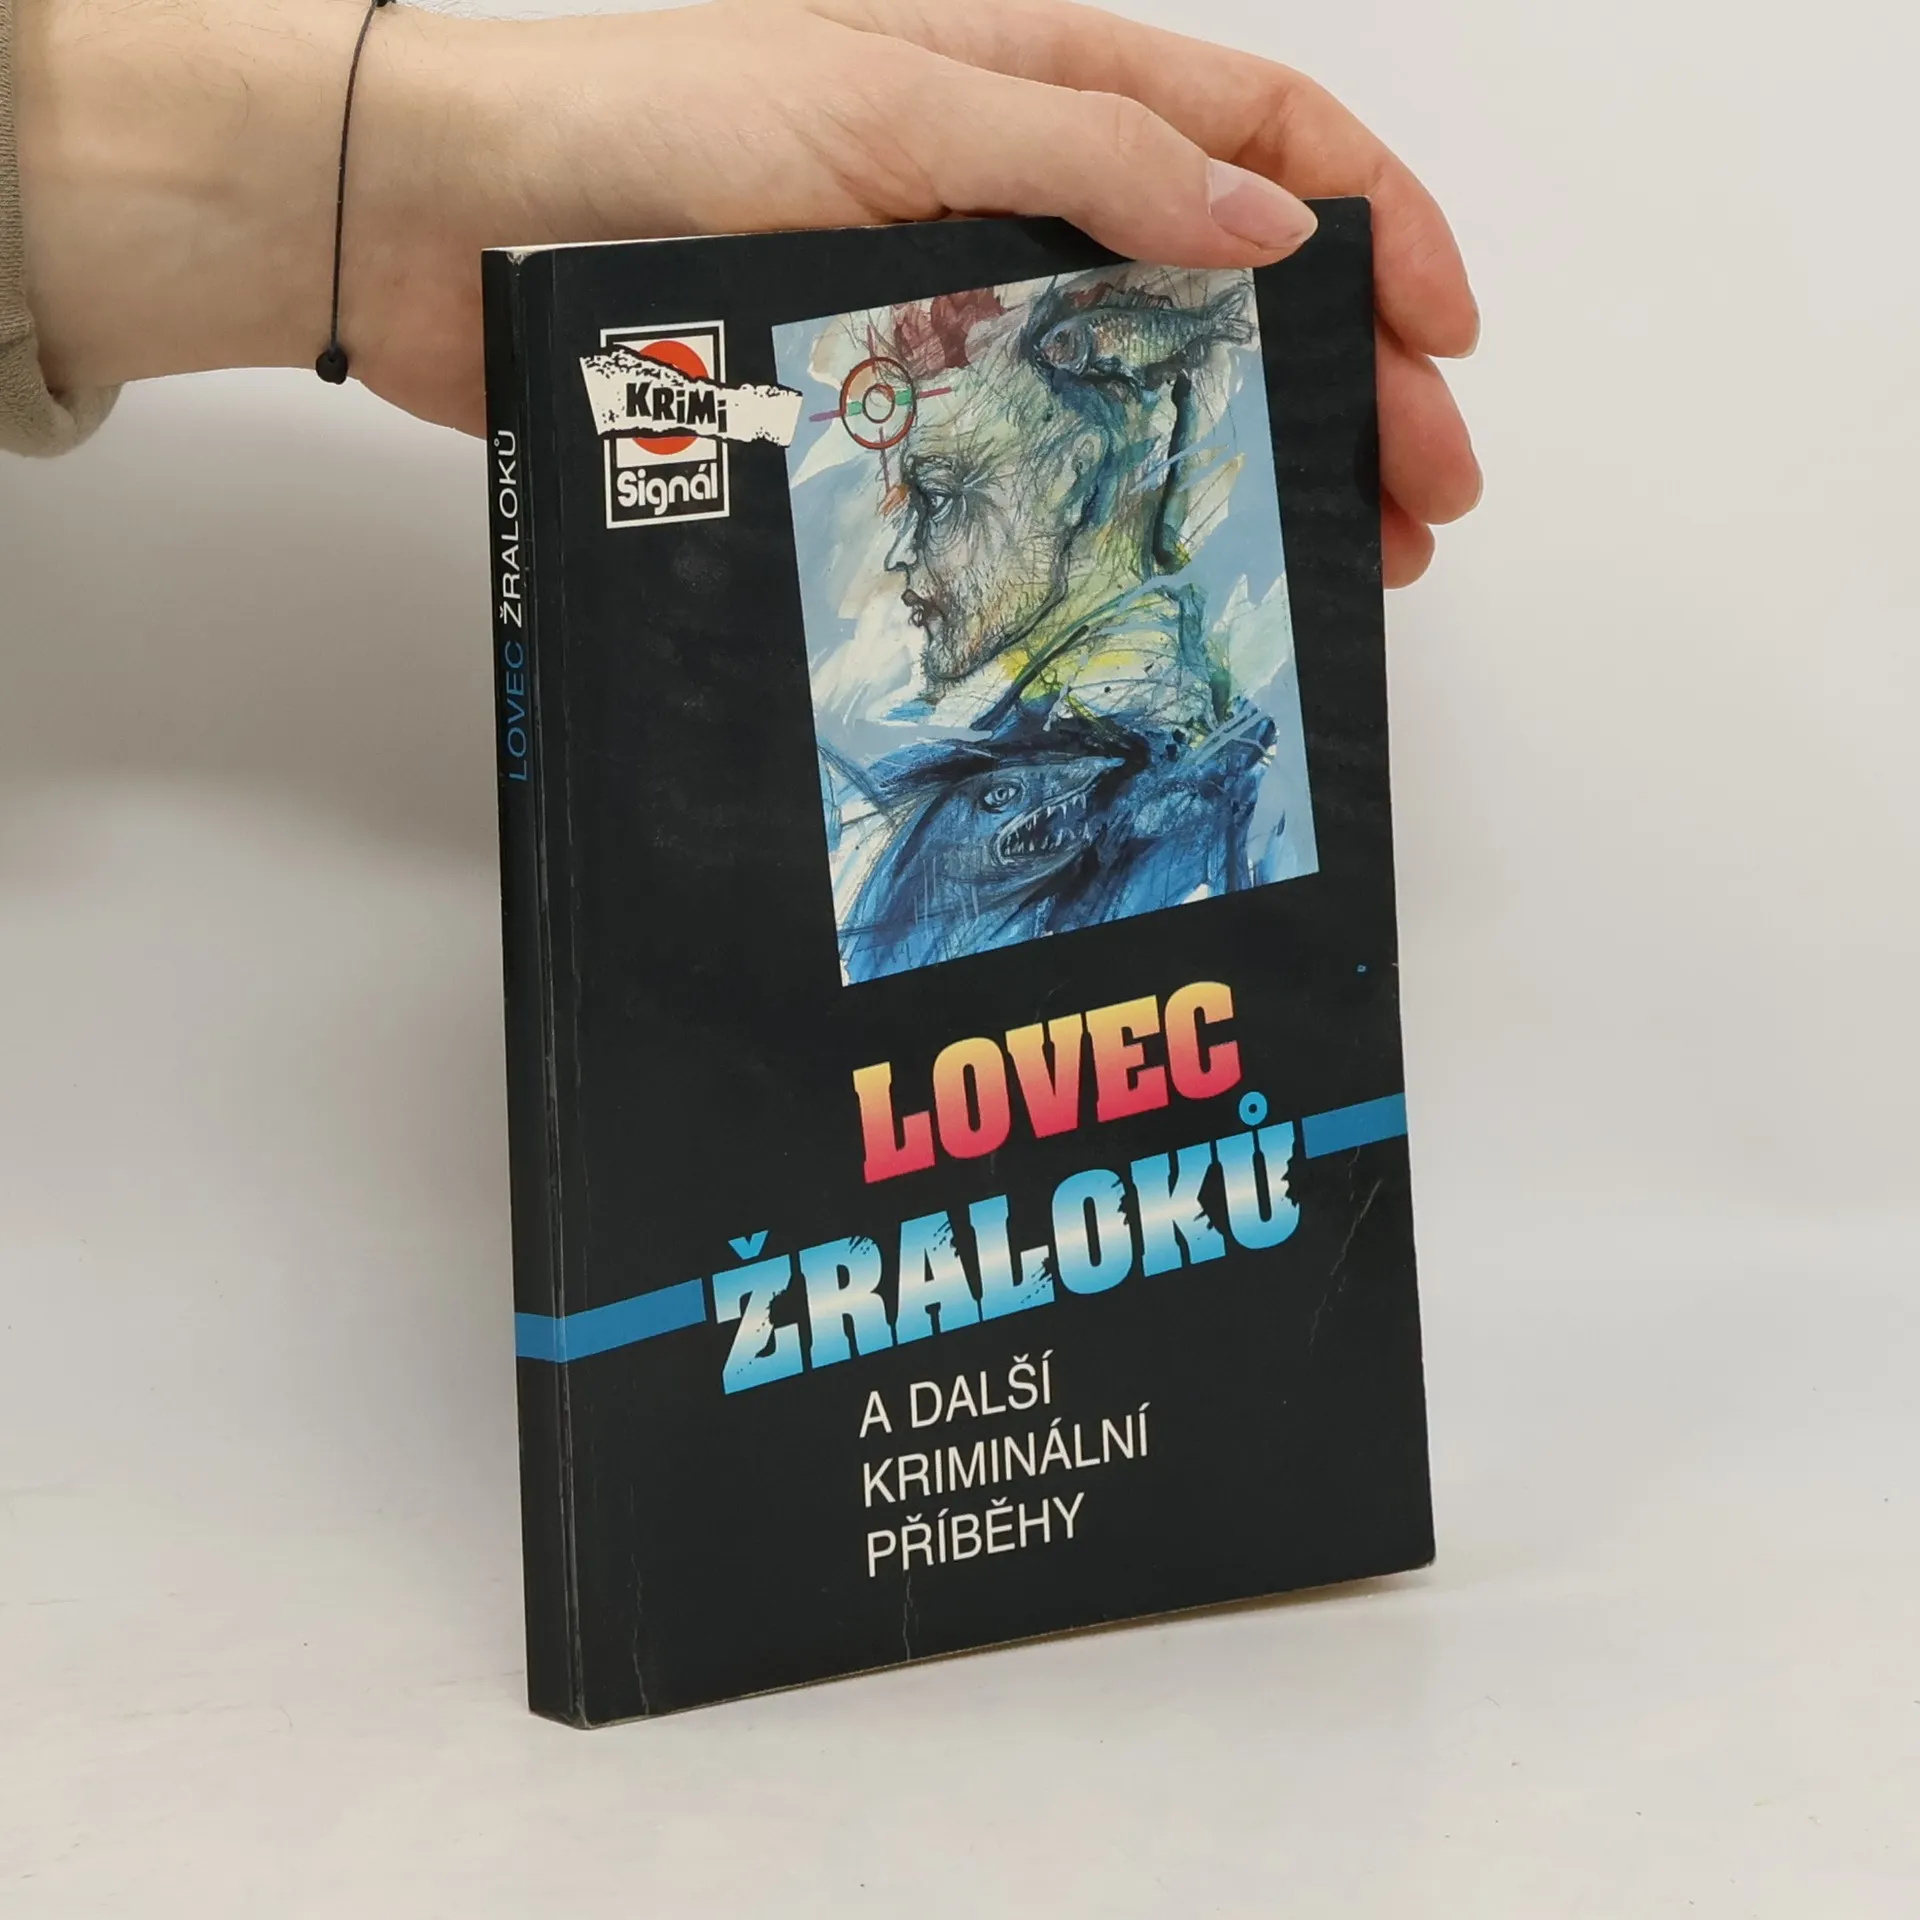 KRiMi
Signál
LOVEC ŽRALOKŮ
LOVEC
ŽRALOKŮ
A DALŠÍ
KRIMINÁLNÍ
PŘÍBĚHY